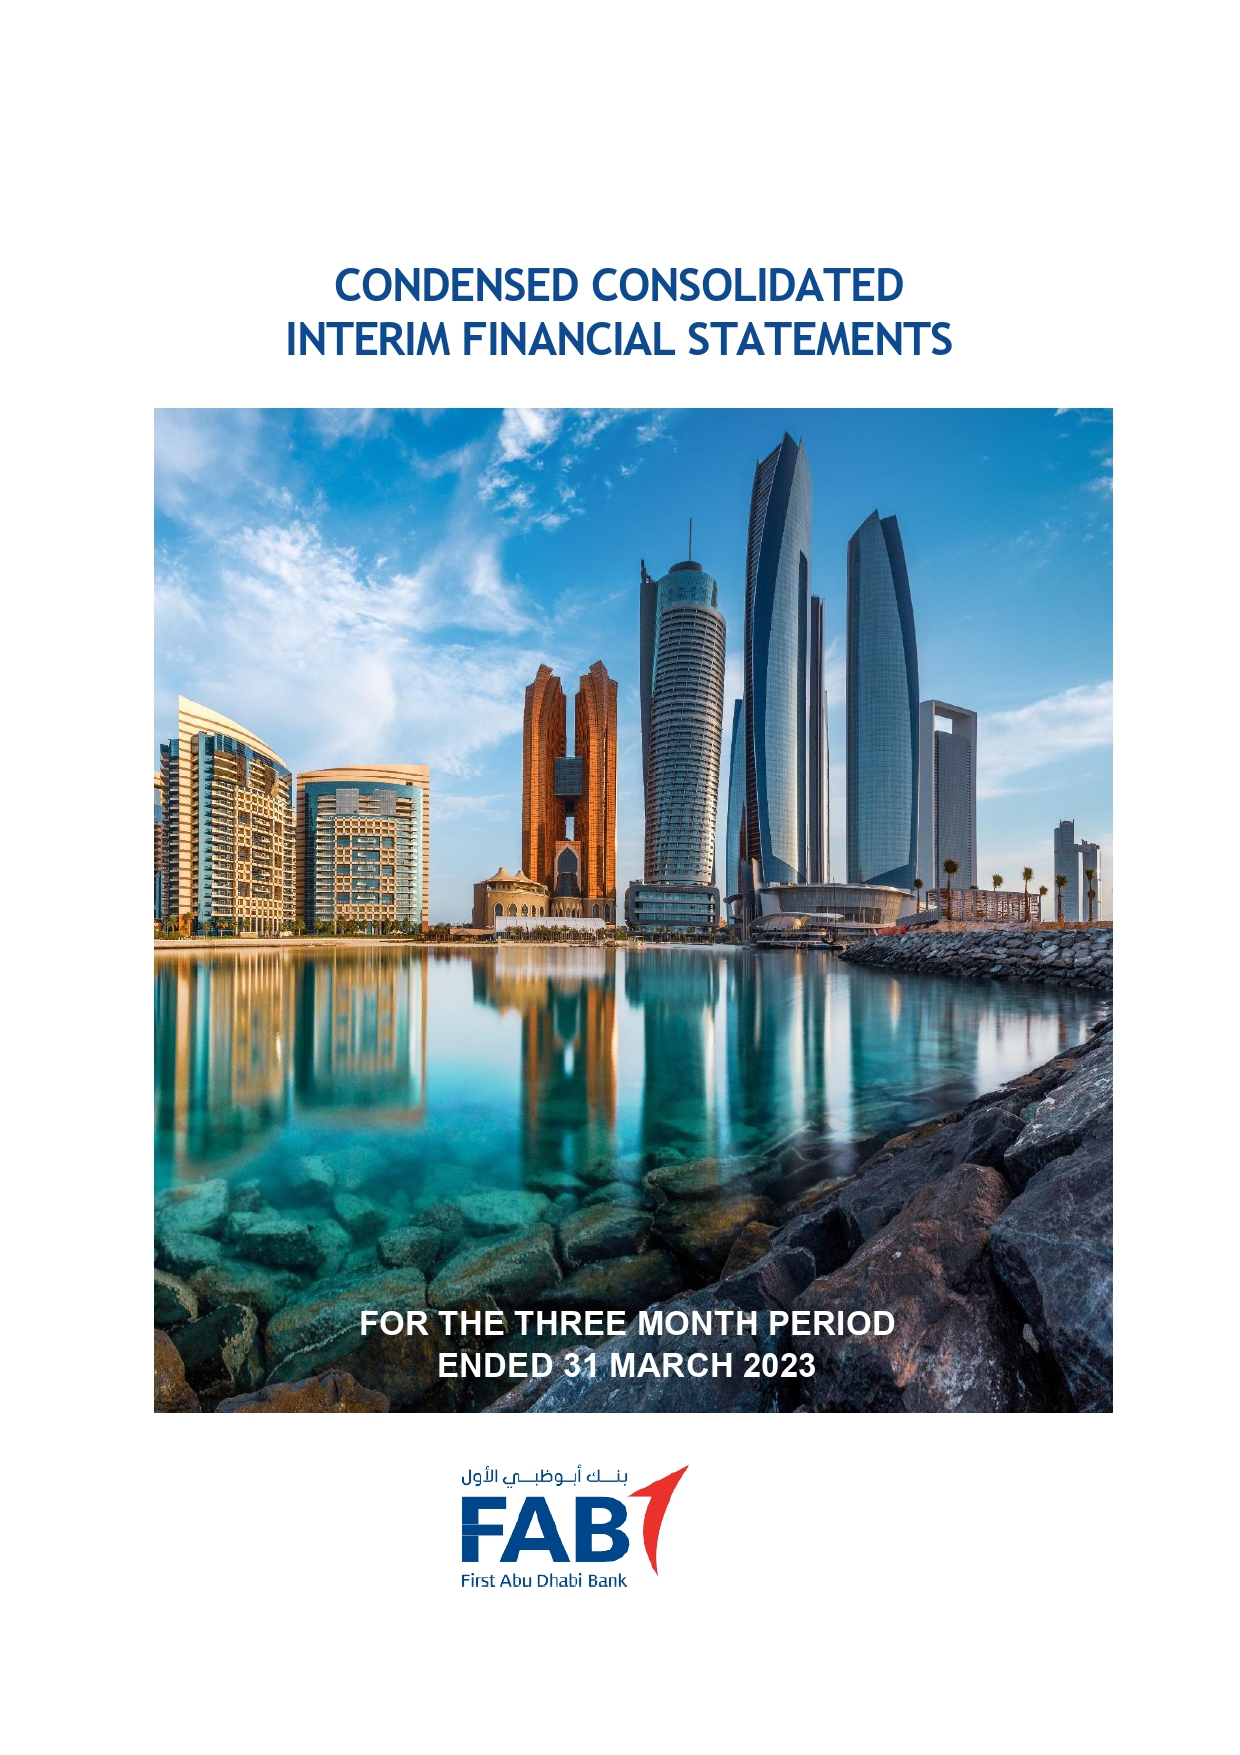 CONDENSED CONSOLIDATED
INTERIM FINANCIAL STATEMENTS
FOR THE THREE MONTH PERIOD
ENDED 31 MARCH 2023
بنك أبوظبي الأول
FAB
First Abu Dhabi Bank